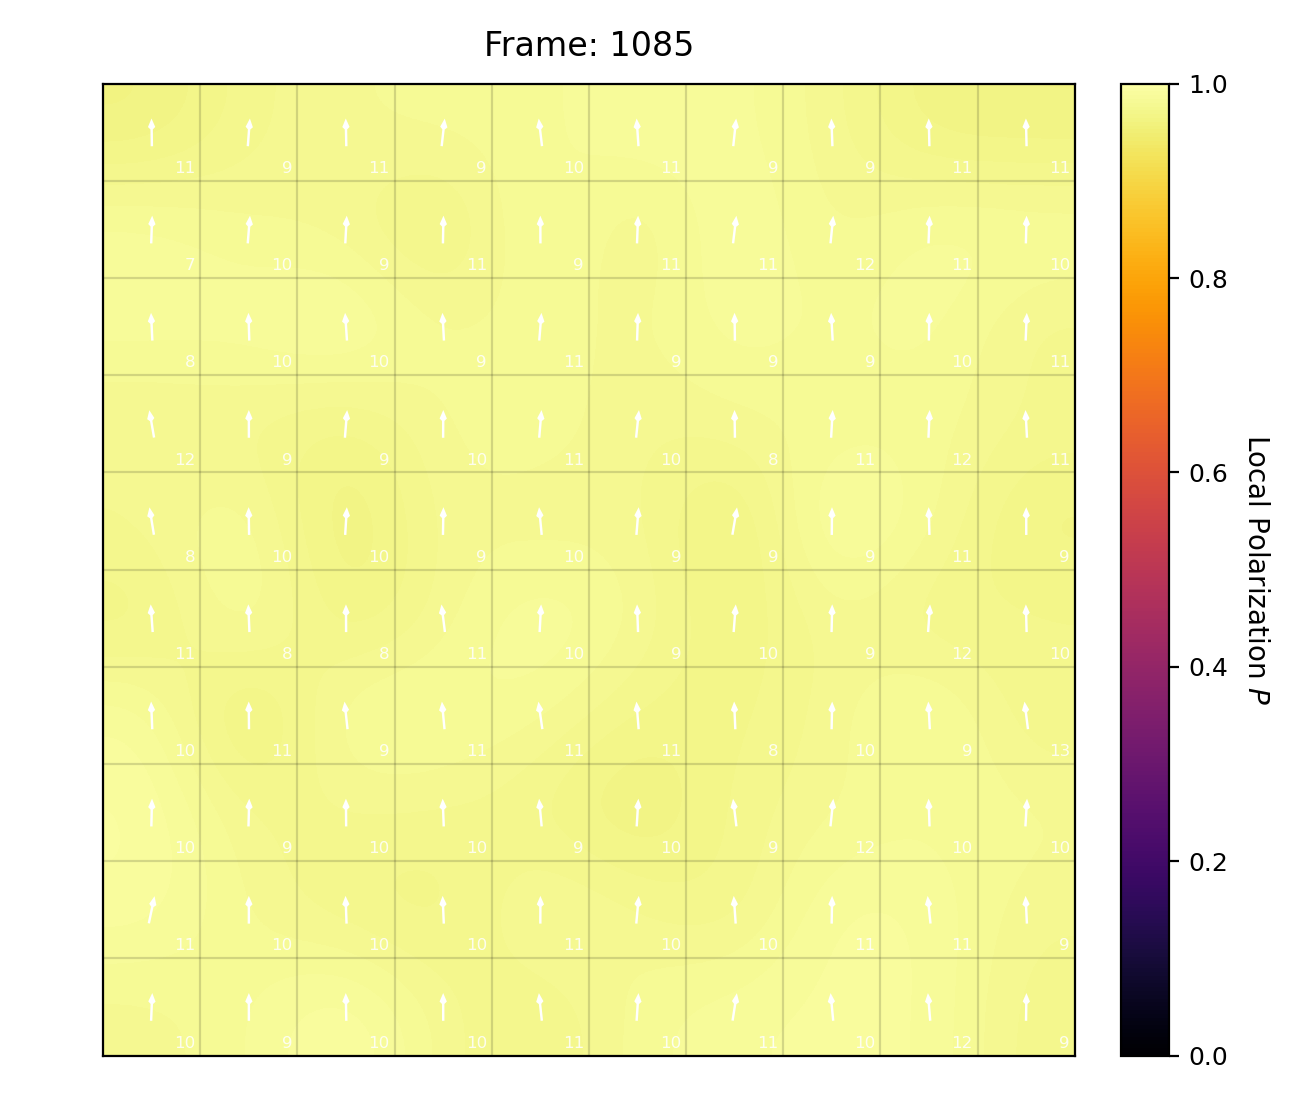 Frame: 1085
11 9 11 9 10 11 9 9 11 11
7 10 9 11 9 11 11 12 11 10
8 10 10 9 11 9 9 9 10 11
12 9 9 10 11 10 8 11 12 11
8 10 10 9 10 9 9 9 11 9
11 8 8 11 10 9 10 9 12 10
10 11 9 11 11 11 8 10 9 13
10 9 10 10 9 10 9 12 10 10
11 10 10 10 11 10 10 11 11 9
10 9 10 10 11 10 11 10 12 9
1.0
0.8
0.6
0.4
0.2
0.0
Local Polarization P